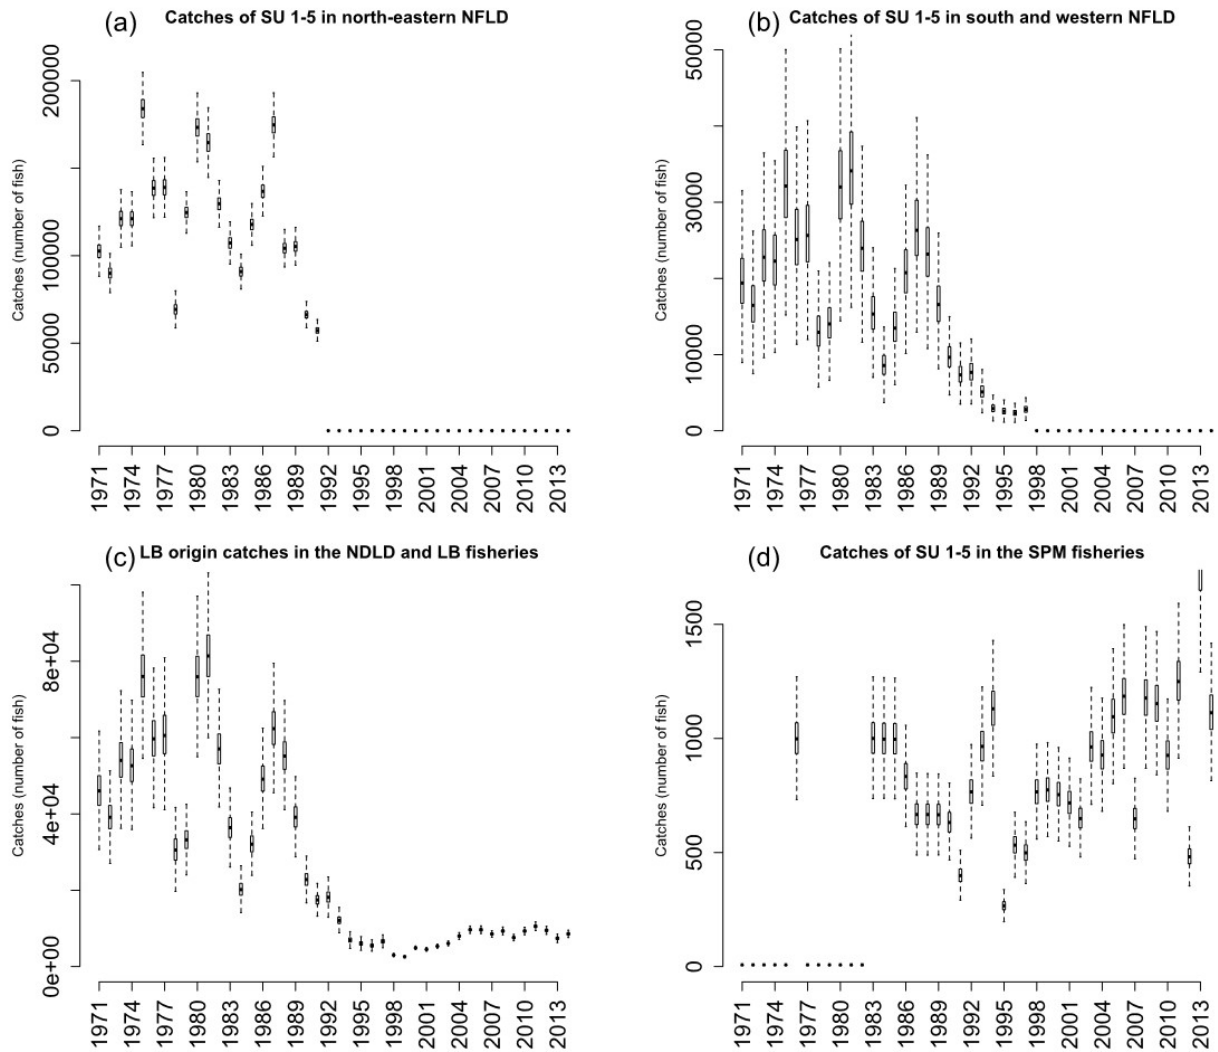 (a) Catches of SU 1-5 in north-eastern NFLD
Catches (number of fish)
200000
100000
50000
0
1971 1974 1977 1980 1983 1986 1989 1992 1995 1998 2001 2004 2007 2010 2013
(b) Catches of SU 1-5 in south and western NFLD
Catches (number of fish)
50000
30000
10000
0
1971 1974 1977 1980 1983 1986 1989 1992 1995 1998 2001 2004 2007 2010 2013
(c) LB origin catches in the NDLD and LB fisheries
Catches (number of fish)
8e+04
4e+04
0e+00
1971 1974 1977 1980 1983 1986 1989 1992 1995 1998 2001 2004 2007 2010 2013
(d) Catches of SU 1-5 in the SPM fisheries
Catches (number of fish)
1500
1000
500
0
1971 1974 1977 1980 1983 1986 1989 1992 1995 1998 2001 2004 2007 2010 2013